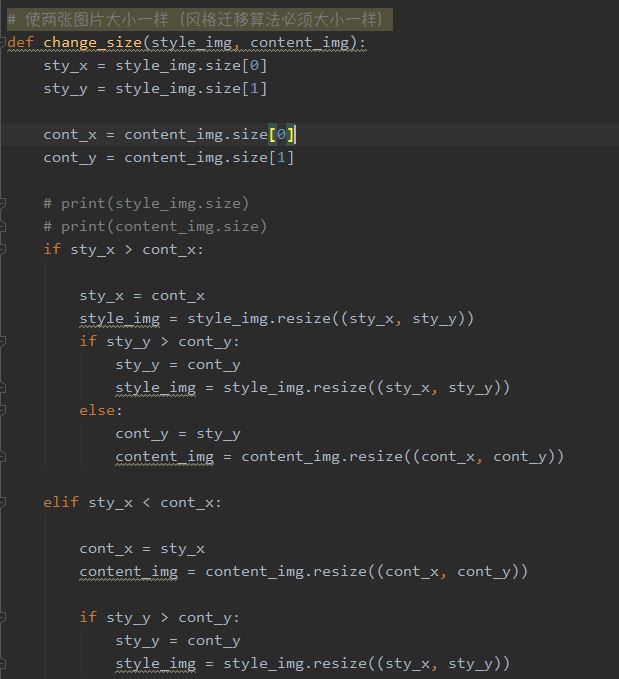 # 使两张图片大小一样（风格迁移算法必须大小一样）
def change_size(style_img, content_img):
    sty_x = style_img.size[0]
    sty_y = style_img.size[1]
    cont_x = content_img.size[0]
    cont_y = content_img.size[1]
    # print(style_img.size)
    # print(content_img.size)
    if sty_x > cont_x:
        sty_x = cont_x
        style_img = style_img.resize((sty_x, sty_y))
        if sty_y > cont_y:
            sty_y = cont_y
            style_img = style_img.resize((sty_x, sty_y))
        else:
            cont_y = sty_y
            content_img = content_img.resize((cont_x, cont_y))
    elif sty_x < cont_x:
        cont_x = sty_x
        content_img = content_img.resize((cont_x, cont_y))
        if sty_y > cont_y:
            sty_y = cont_y
            style_img = style_img.resize((sty_x, sty_y))